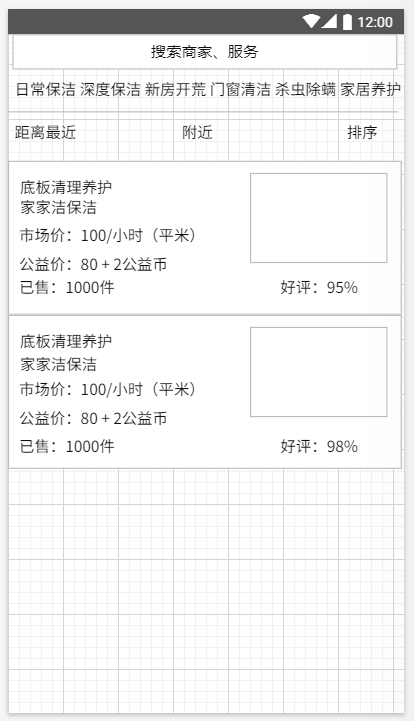 12:00
搜索商家、服务
日常保洁 深度保洁 新房开荒 门窗清洁 杀虫除螨 家居养护
距离最近 附近 排序
底板清理养护
家家洁保洁
市场价：100/小时（平米）
公益价：80 + 2公益币
已售：1000件 好评：95%
底板清理养护
家家洁保洁
市场价：100/小时（平米）
公益价：80 + 2公益币
已售：1000件 好评：98%